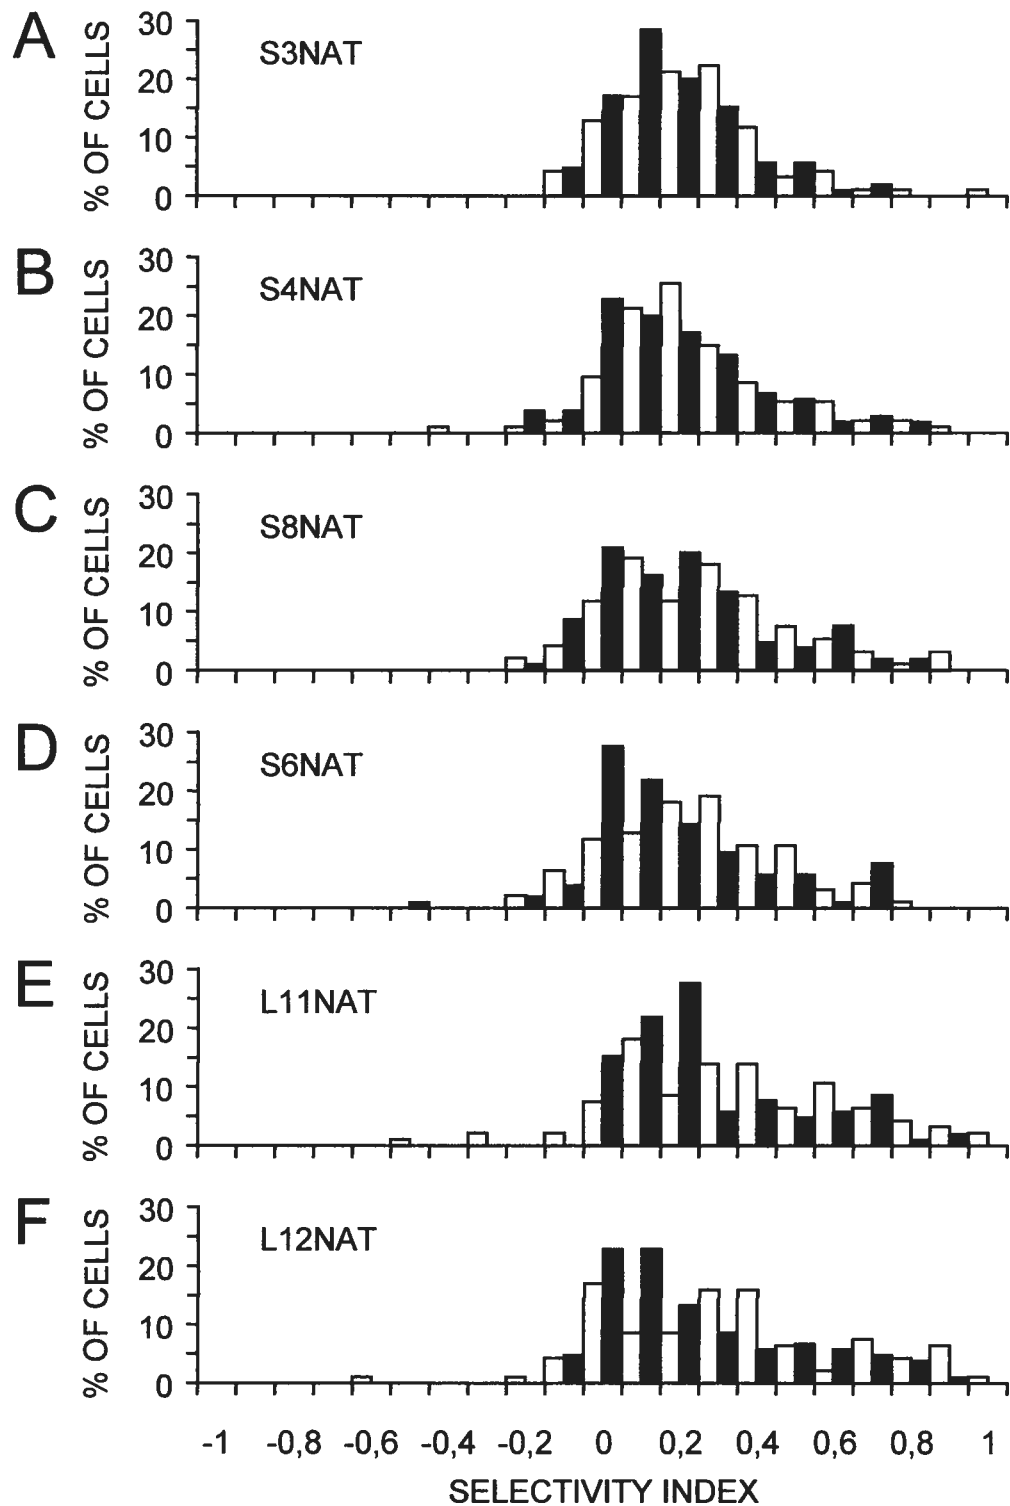 A
% OF CELLS
30
20
10
0
S3NAT
B
% OF CELLS
30
20
10
0
S4NAT
C
% OF CELLS
30
20
10
0
S8NAT
D
% OF CELLS
30
20
10
0
S6NAT
E
% OF CELLS
30
20
10
0
L11NAT
F
% OF CELLS
30
20
10
0
L12NAT
-1 -0,8 -0,6 -0,4 -0,2 0 0,2 0,4 0,6 0,8 1
SELECTIVITY INDEX